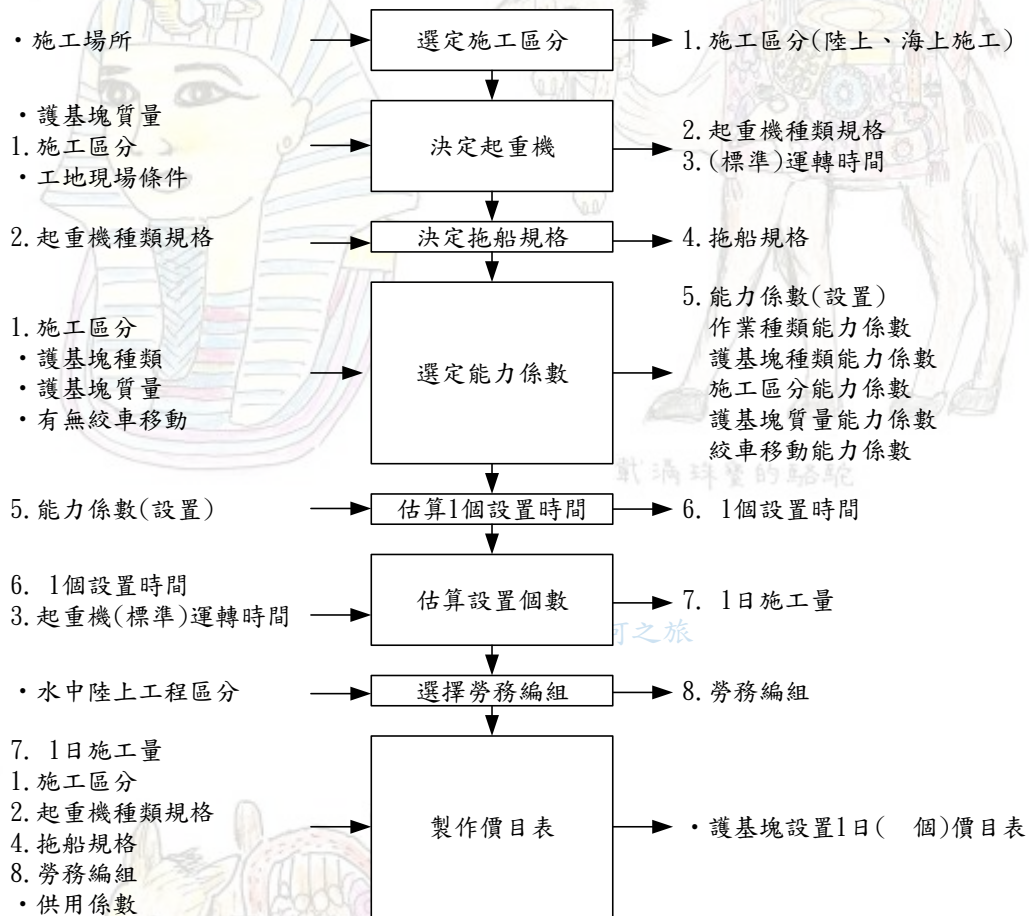 ・施工場所
選定施工區分
1.施工區分(陸上、海上施工)
・護基塊質量
1.施工區分
・工地現場條件
決定起重機
2.起重機種類規格
3.(標準)運轉時間
2.起重機種類規格
決定拖船規格
4.拖船規格
1.施工區分
・護基塊種類
・護基塊質量
・有無絞車移動
選定能力係數
5.能力係數(設置)
作業種類能力係數
護基塊種類能力係數
施工區分能力係數
護基塊質量能力係數
絞車移動能力係數
載滿珠璧的駱駝
5.能力係數(設置)
估算1個設置時間
6. 1個設置時間
6. 1個設置時間
3.起重機(標準)運轉時間
估算設置個數
7. 1日施工量
河之旅
・水中陸上工程區分
選擇勞務編組
8.勞務編組
7. 1日施工量
1.施工區分
2.起重機種類規格
4.拖船規格
8.勞務編組
・供用係數
製作價目表
・護基塊設置1日(　個)價目表